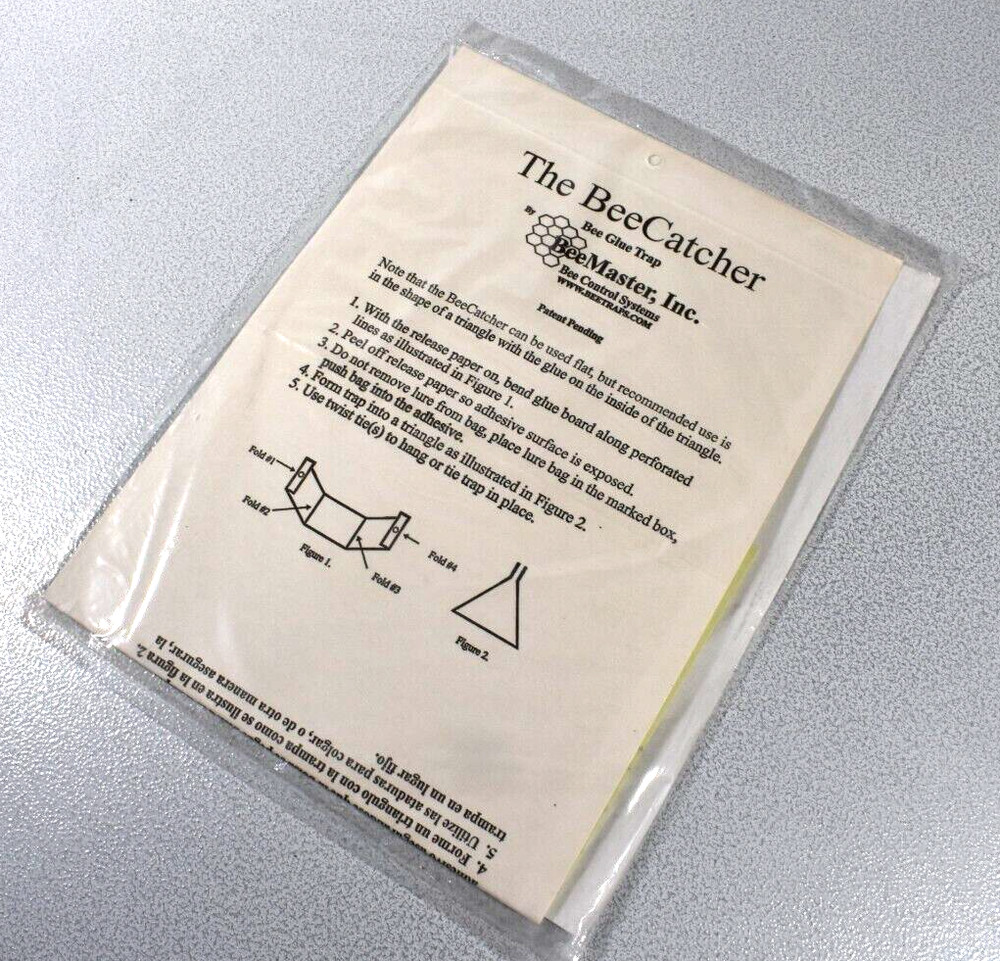 The BeeCatcher
Bee Glue Trap
By
BeeMaster, Inc.
Bee Control Systems
WWW.BEETRAPS.COM
Patent Pending
Note that the BeeCatcher can be used flat, but recommended use is
in the shape of a triangle with the glue on the inside of the triangle.
1. With the release paper on, bend glue board along perforated
lines as illustrated in Figure 1.
2. Peel off release paper so adhesive surface is exposed.
3. Do not remove lure from bag, place lure bag in the marked box,
push bag into the adhesive.
4. Form trap into a triangle as illustrated in Figure 2.
5. Use twist tie(s) to hang or tie trap in place.
Fold #1
Fold #2
Fold #4
Fold #3
Figure 1.
Figure 2.
4. Forme un triangulo con la trampa como se ilustra en la figura 2.
5. Utilize las ataduras para colgar, o de otra manera asegurar, la
trampa en un lugar fijo.